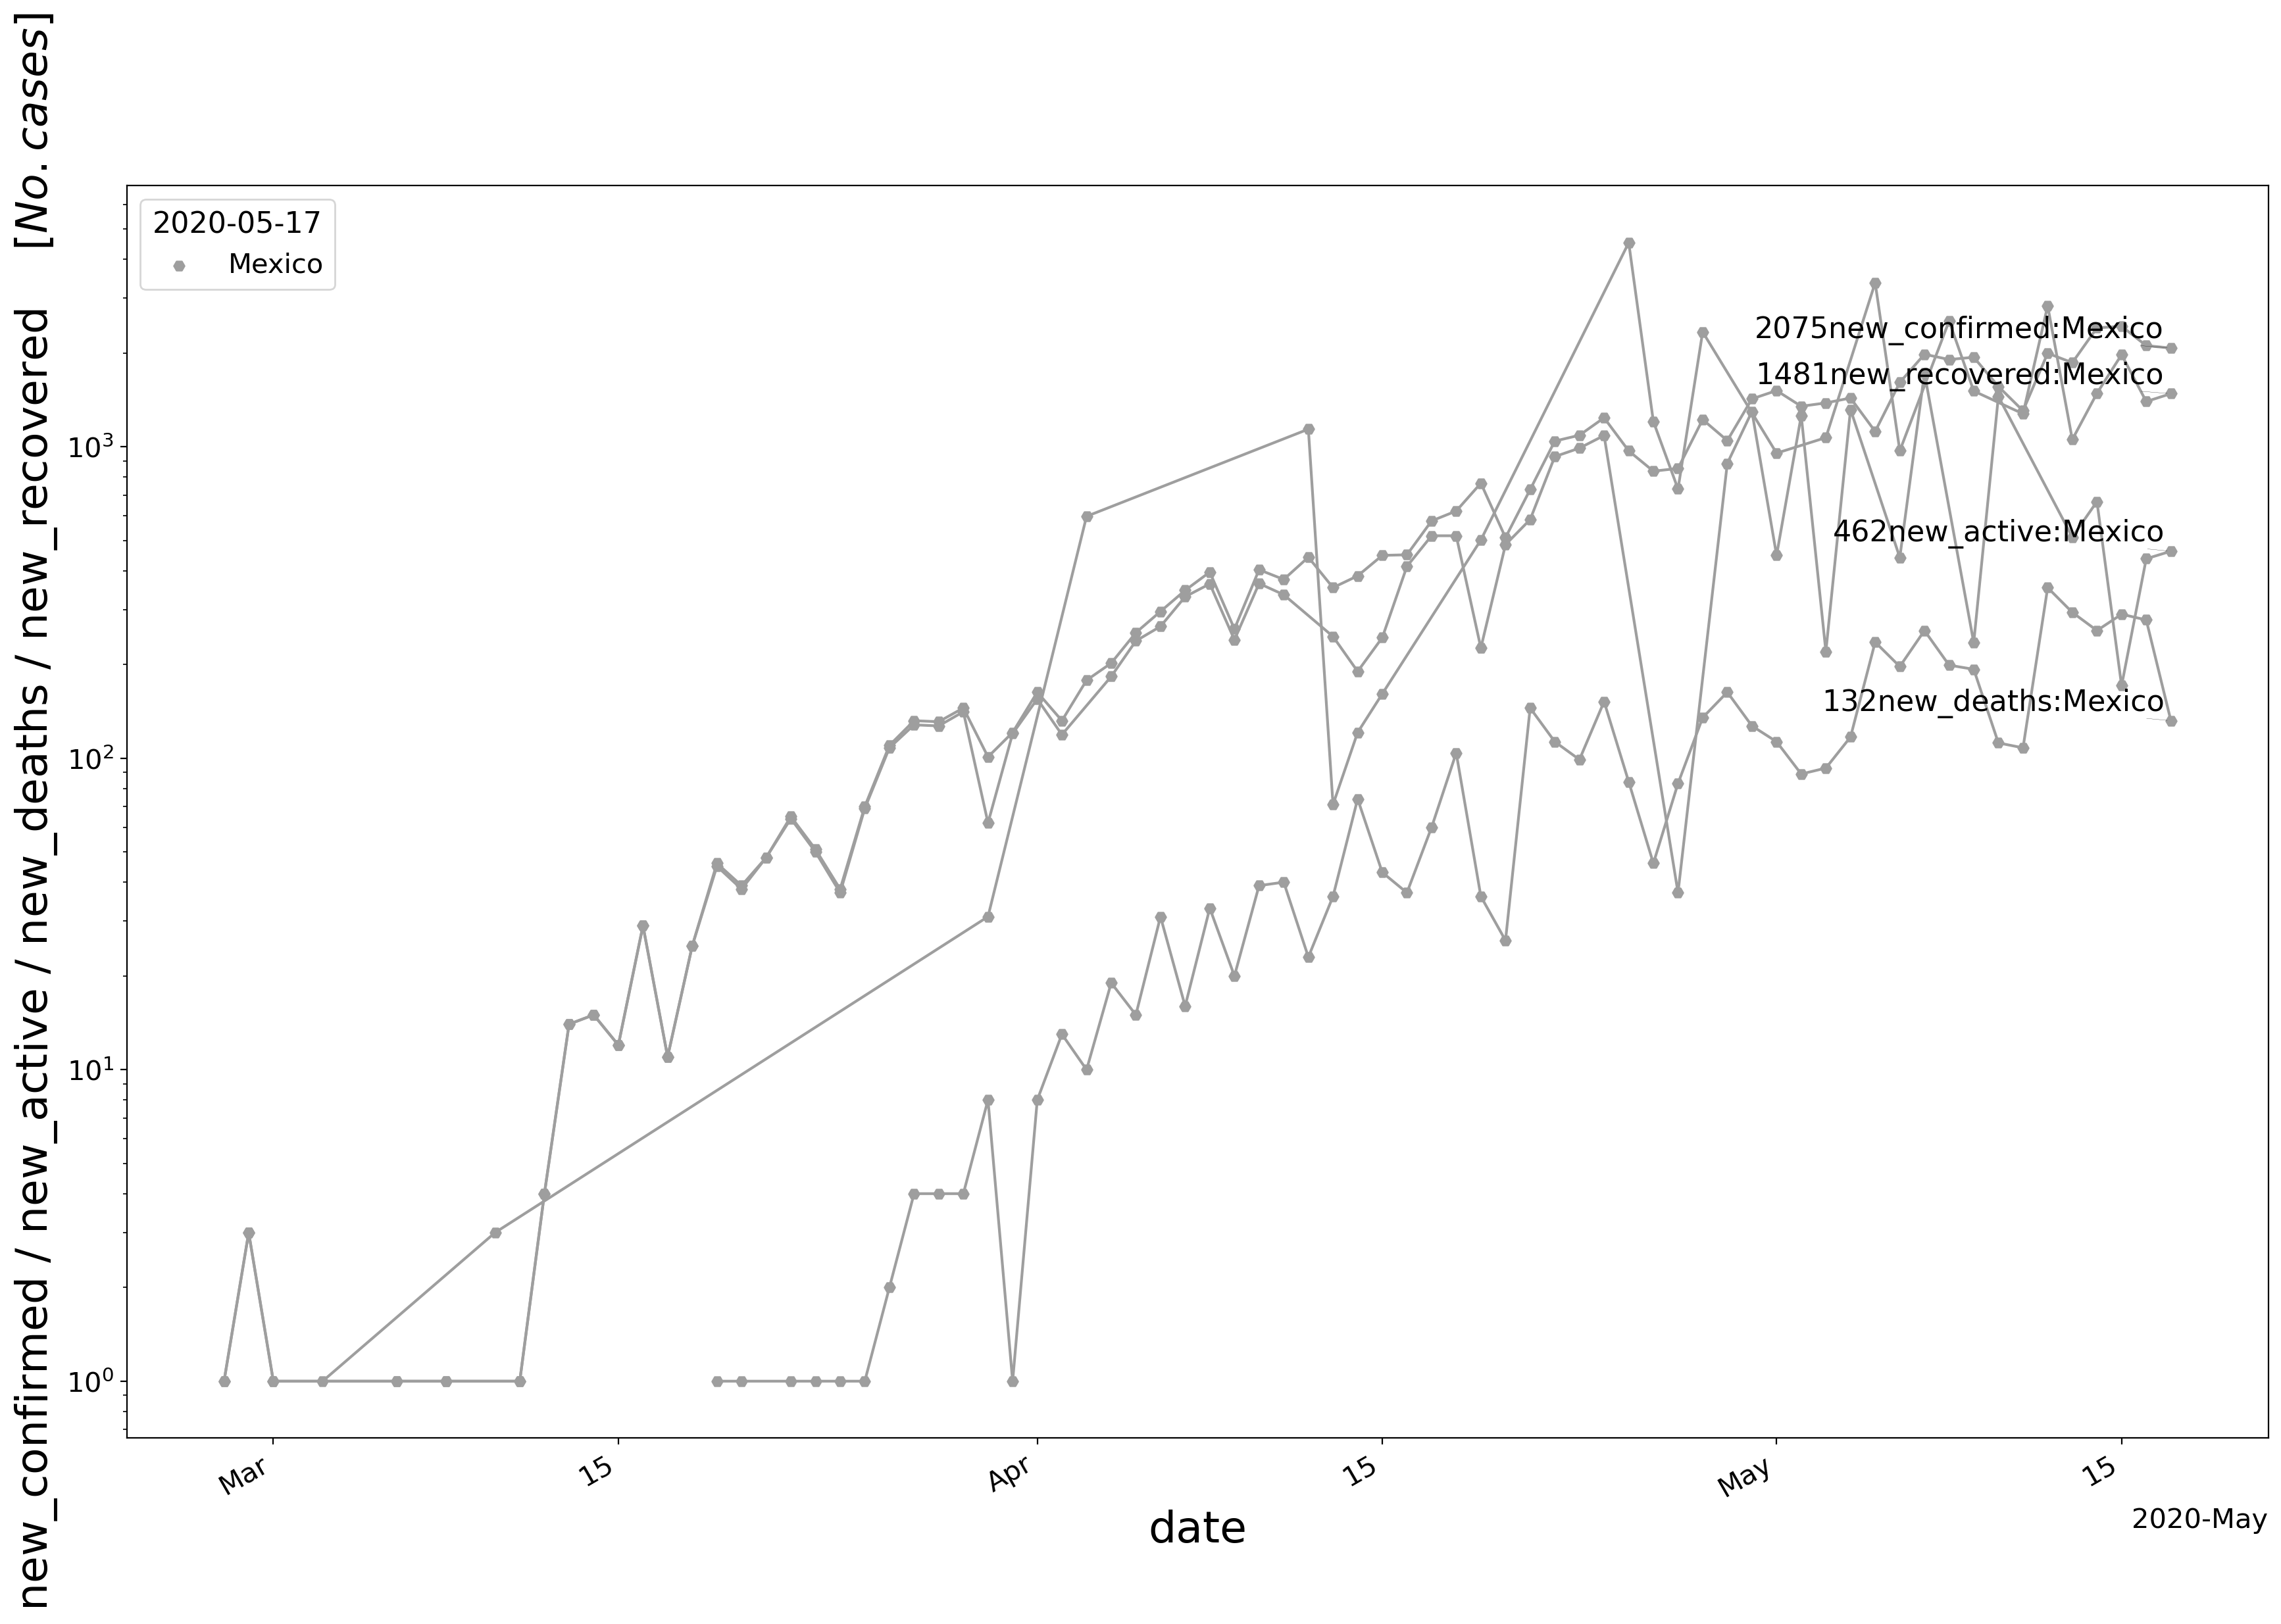 new_confirmed / new_active / new_deaths / new_recovered [No. cases]
2020-05-17
Mexico
2075new_confirmed:Mexico
1481new_recovered:Mexico
462new_active:Mexico
132new_deaths:Mexico
10³
10²
10¹
10⁰
Mar
15
Apr
15
May
15
date
2020-May